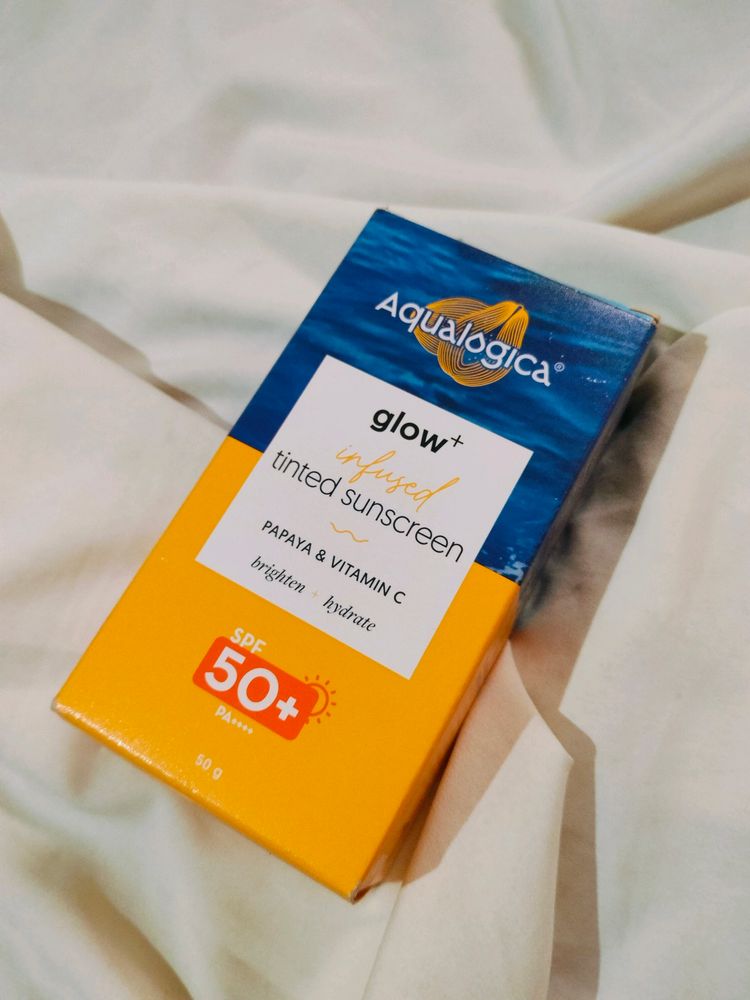 Aqualogica®
glow+
infused
tinted sunscreen
PAPAYA & VITAMIN C
brighten + hydrate
SPF
50+
PA++++
50 g